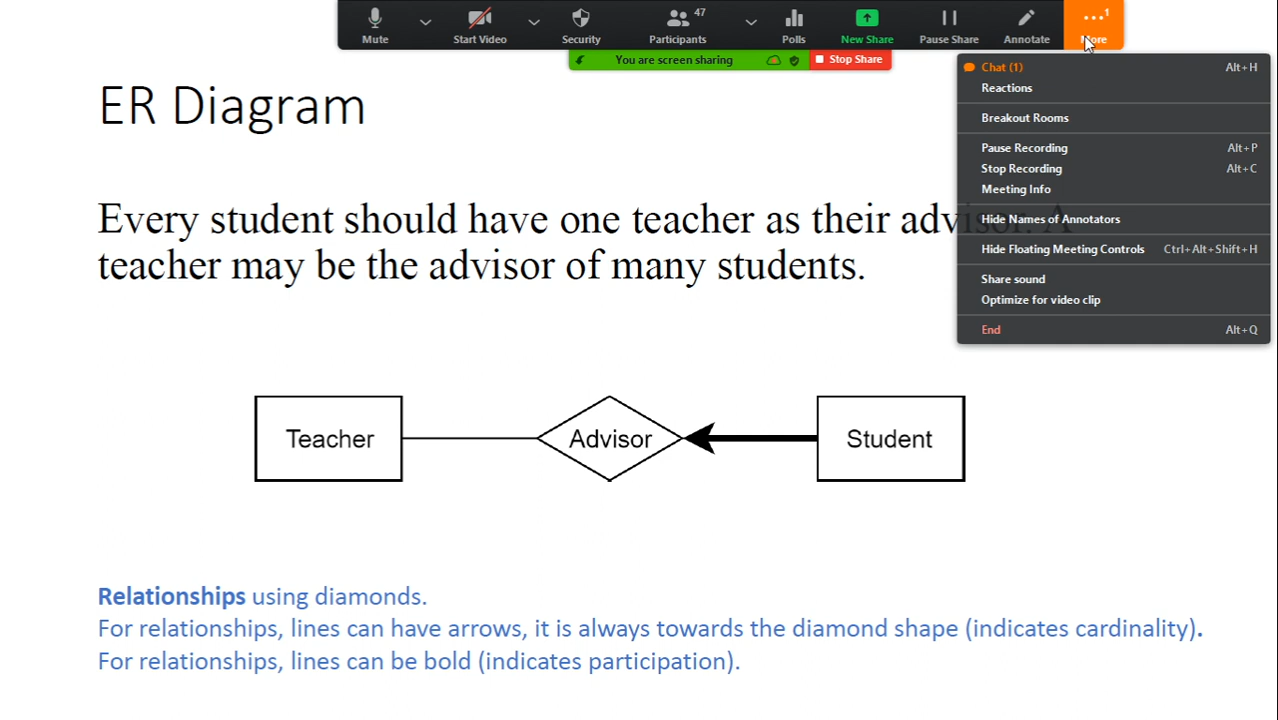 Mute
Start Video
Security
Participants 47
Polls
New Share
Pause Share
Annotate
More 1
You are screen sharing
Stop Share
Chat (1) Alt+H
Reactions
Breakout Rooms
Pause Recording Alt+P
Stop Recording Alt+C
Meeting Info
Hide Names of Annotators
Hide Floating Meeting Controls Ctrl+Alt+Shift+H
Share sound
Optimize for video clip
End Alt+Q
ER Diagram
Every student should have one teacher as their advisor. A
teacher may be the advisor of many students.
Teacher
Advisor
Student
Relationships using diamonds.
For relationships, lines can have arrows, it is always towards the diamond shape (indicates cardinality).
For relationships, lines can be bold (indicates participation).